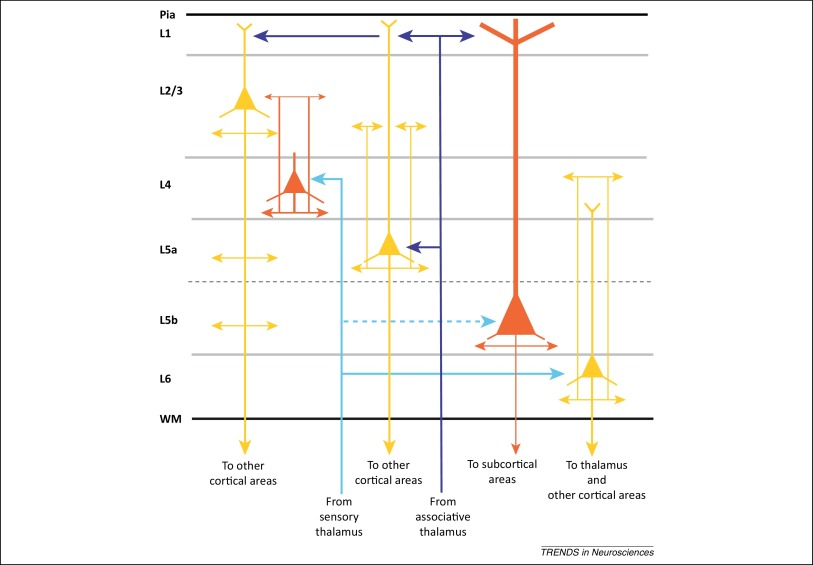 Pia
L1
L2/3
L4
L5a
L5b
L6
WM
To other
cortical areas
To other
cortical areas
To subcortical
areas
To thalamus
and
other cortical areas
From
sensory
thalamus
From
associative
thalamus
TRENDS in Neurosciences